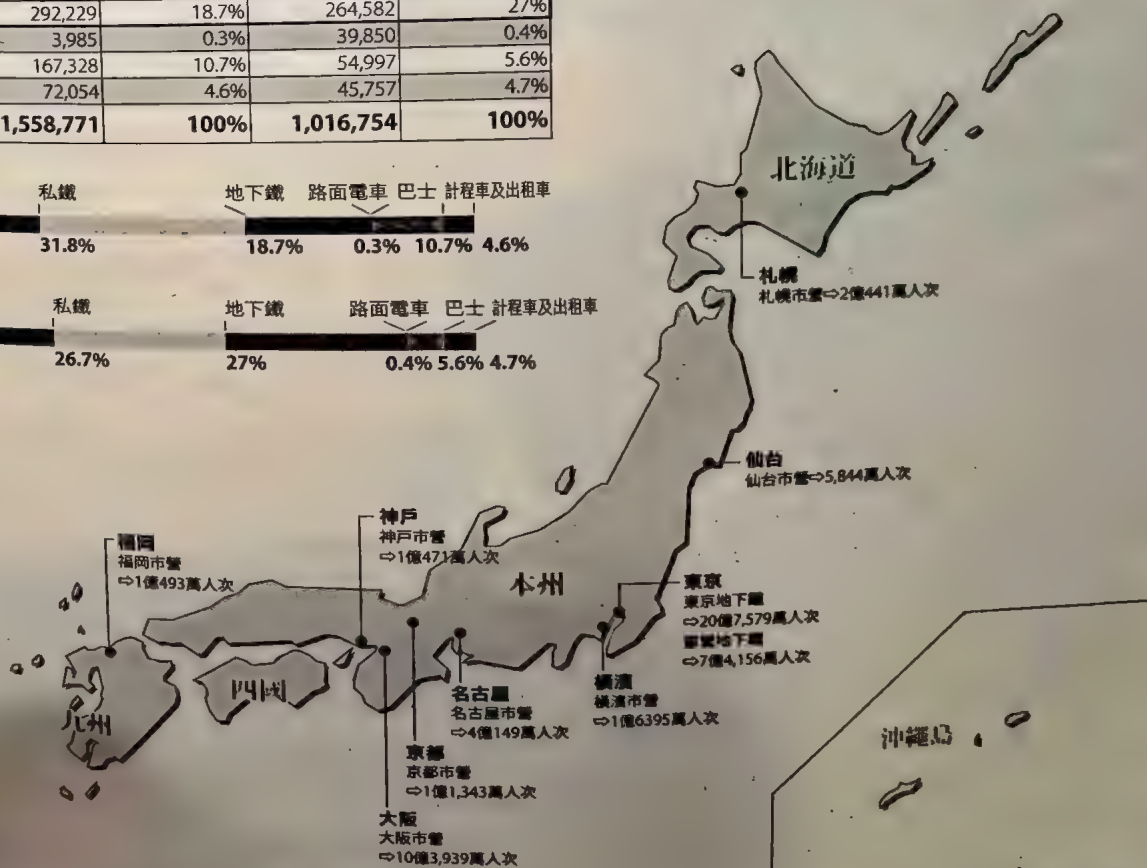 292,229 18.7% 264,582 27%
3,985 0.3% 39,850 0.4%
167,328 10.7% 54,997 5.6%
72,054 4.6% 45,757 4.7%
1,558,771 100% 1,016,754 100%
私鐵 地下鐵 路面電車 巴士 計程車及出租車
31.8% 18.7% 0.3% 10.7% 4.6%
私鐵 地下鐵 路面電車 巴士 計程車及出租車
26.7% 27% 0.4% 5.6% 4.7%
北海道
札幌
札幌市營⇨2億441萬人次
仙台
仙台市營⇨5,844萬人次
神戶
神戶市營
⇨1億471萬人次
福岡
福岡市營
⇨1億493萬人次
本州
東京
東京地下鐵
⇨20億7,579萬人次
都營地下鐵
⇨7億4,156萬人次
橫濱
橫濱市營
⇨1億6395萬人次
四國
九州
名古屋
名古屋市營
⇨4億149萬人次
京都
京都市營
⇨1億1,343萬人次
大阪
大阪市營
⇨10億3,939萬人次
沖繩島